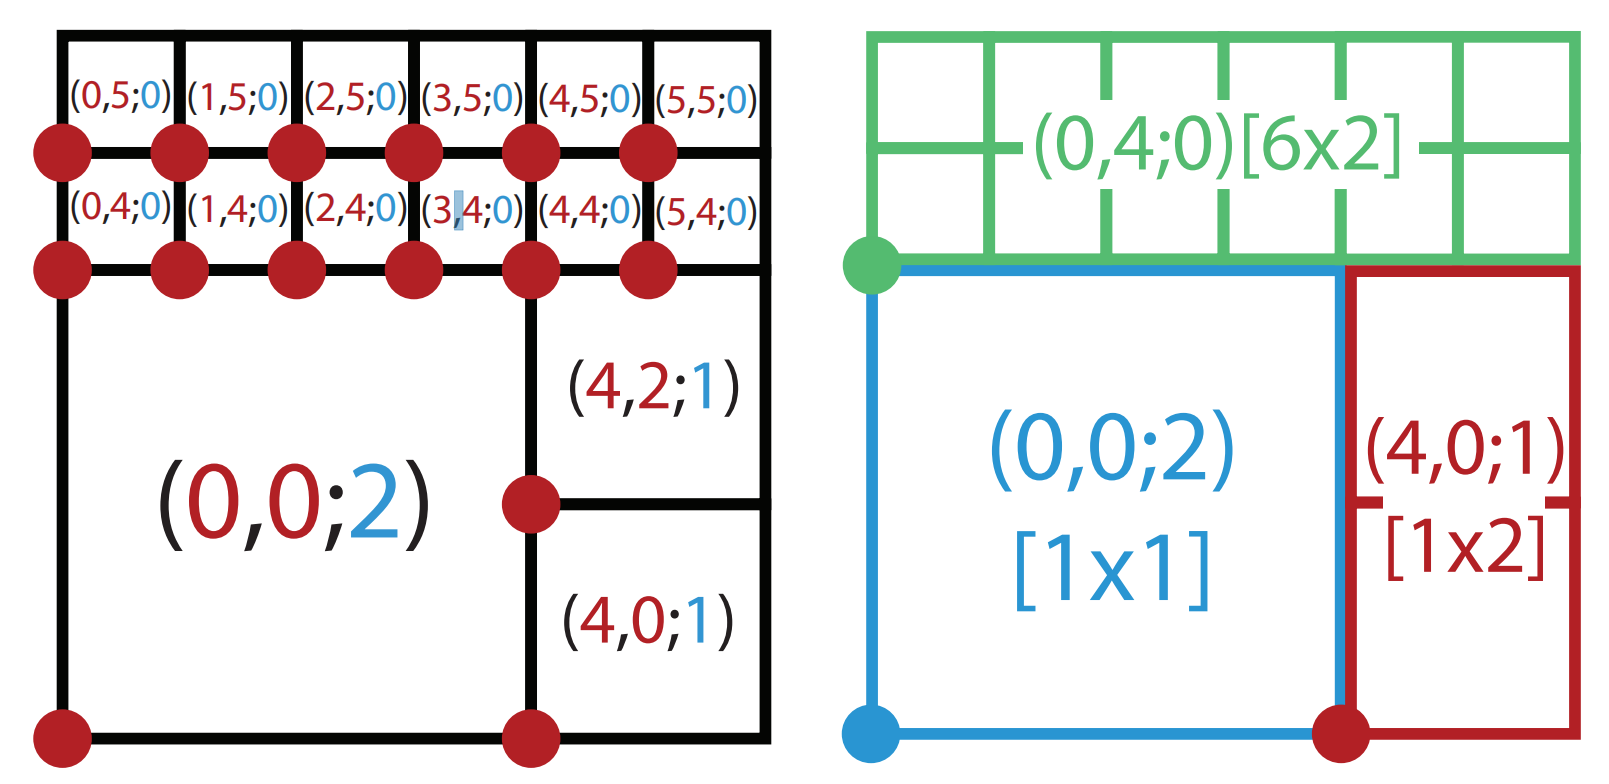 (0,5;0) (1,5;0) (2,5;0) (3,5;0) (4,5;0) (5,5;0)
(0,4;0) (1,4;0) (2,4;0) (3,4;0) (4,4;0) (5,4;0)
(4,2;1)
(0,0;2)
(4,0;1)
(0,4;0)[6x2]
(0,0;2)
[1x1]
(4,0;1)
[1x2]